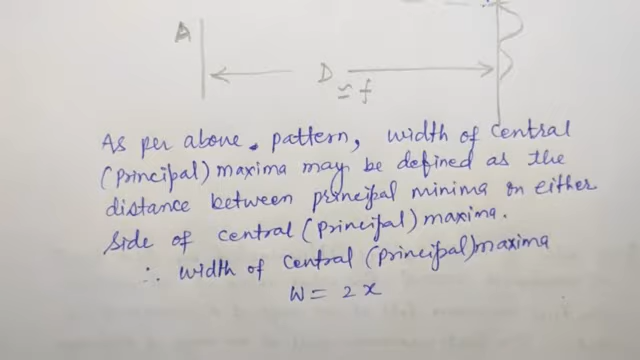 A
D
≃ f
As per above. pattern, width of central
(principal) maxima may be defined as the
distance between principal minima on either
side of central (principal) maxima.
∴ width of central (principal) maxima
W = 2x